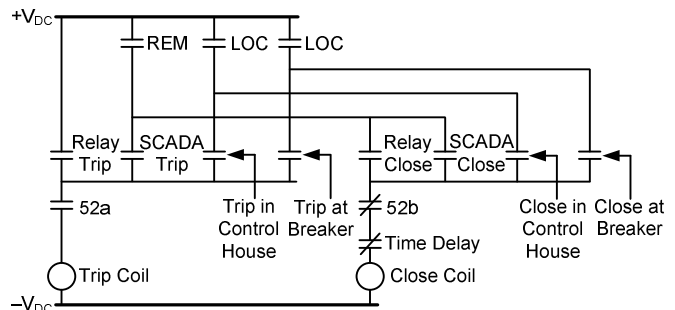 +VDC
REM
LOC
LOC
Relay
Trip
SCADA
Trip
Relay
Close
SCADA
Close
52a
Trip in
Control
House
Trip at
Breaker
52b
Close in
Control
House
Close at
Breaker
Time Delay
Trip Coil
Close Coil
–VDC